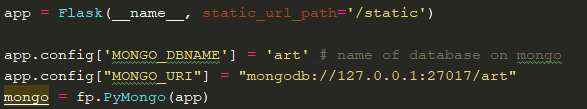 app = Flask(__name__, static_url_path='/static')
app.config['MONGO_DBNAME'] = 'art' # name of database on mongo
app.config["MONGO_URI"] = "mongodb://127.0.0.1:27017/art"
mongo = fp.PyMongo(app)